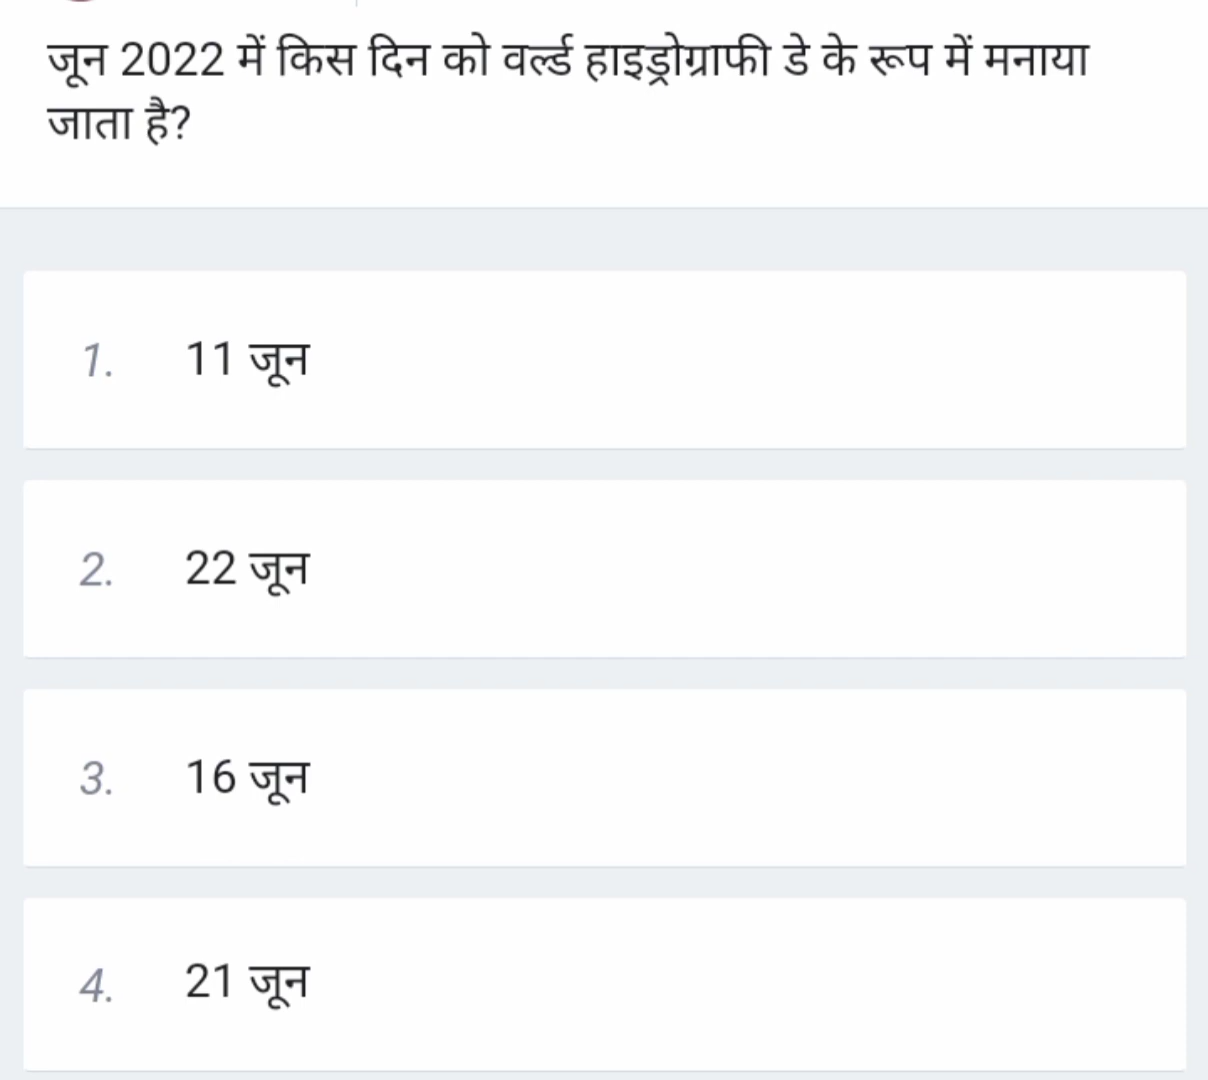 जून 2022 में किस दिन को वर्ल्ड हाइड्रोग्राफी डे के रूप में मनाया
जाता है?
1. 11 जून
2. 22 जून
3. 16 जून
4. 21 जून